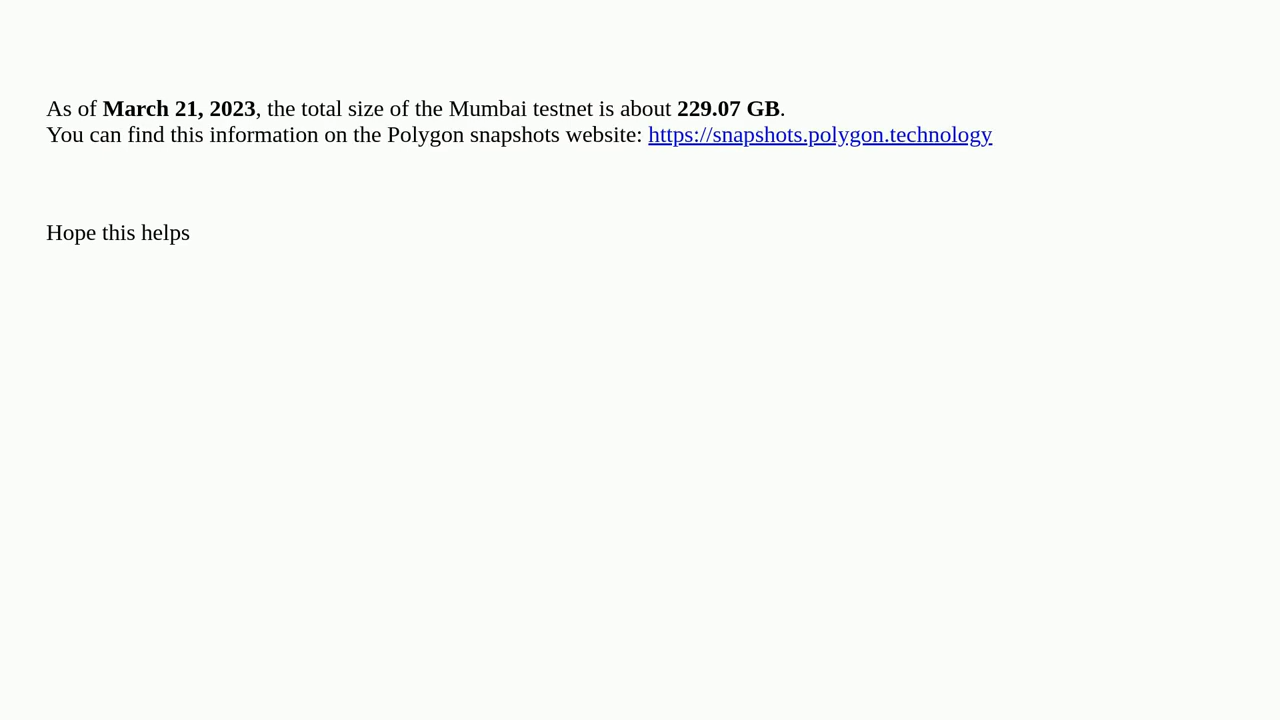 As of March 21, 2023, the total size of the Mumbai testnet is about 229.07 GB.
You can find this information on the Polygon snapshots website: https://snapshots.polygon.technology
Hope this helps